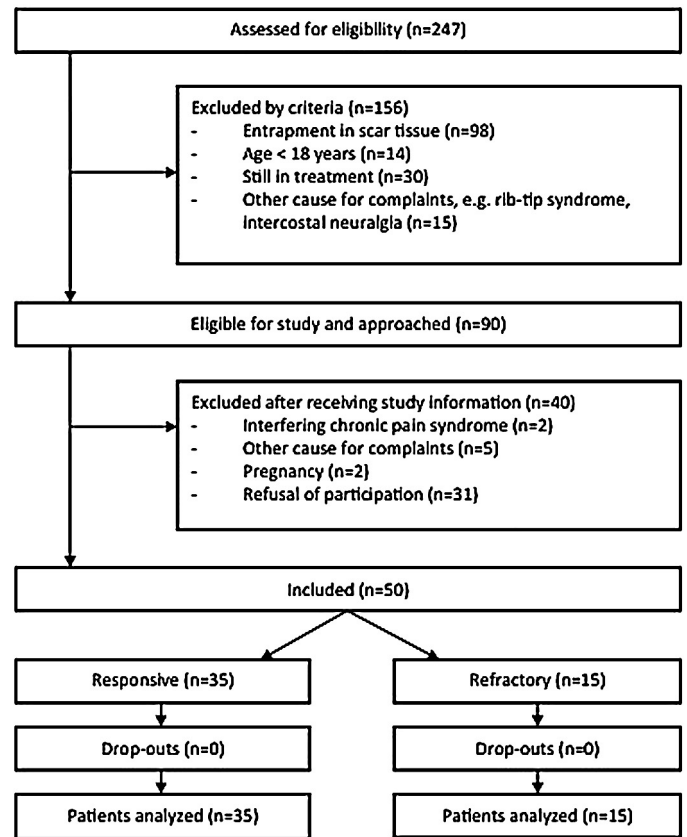 Assessed for eligibility (n=247)
Excluded by criteria (n=156)
- Entrapment in scar tissue (n=98)
- Age < 18 years (n=14)
- Still in treatment (n=30)
- Other cause for complaints, e.g. rib-tip syndrome,
intercostal neuralgia (n=15)
Eligible for study and approached (n=90)
Excluded after receiving study information (n=40)
- Interfering chronic pain syndrome (n=2)
- Other cause for complaints (n=5)
- Pregnancy (n=2)
- Refusal of participation (n=31)
Included (n=50)
Responsive (n=35)
Refractory (n=15)
Drop-outs (n=0)
Drop-outs (n=0)
Patients analyzed (n=35)
Patients analyzed (n=15)